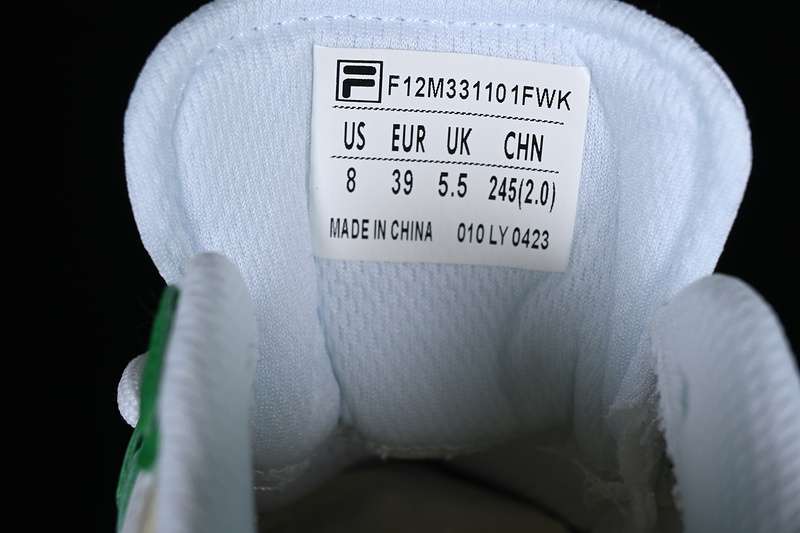 F12M331101FWK
US EUR UK CHN
8 39 5.5 245(2.0)
MADE IN CHINA 010 LY 0423